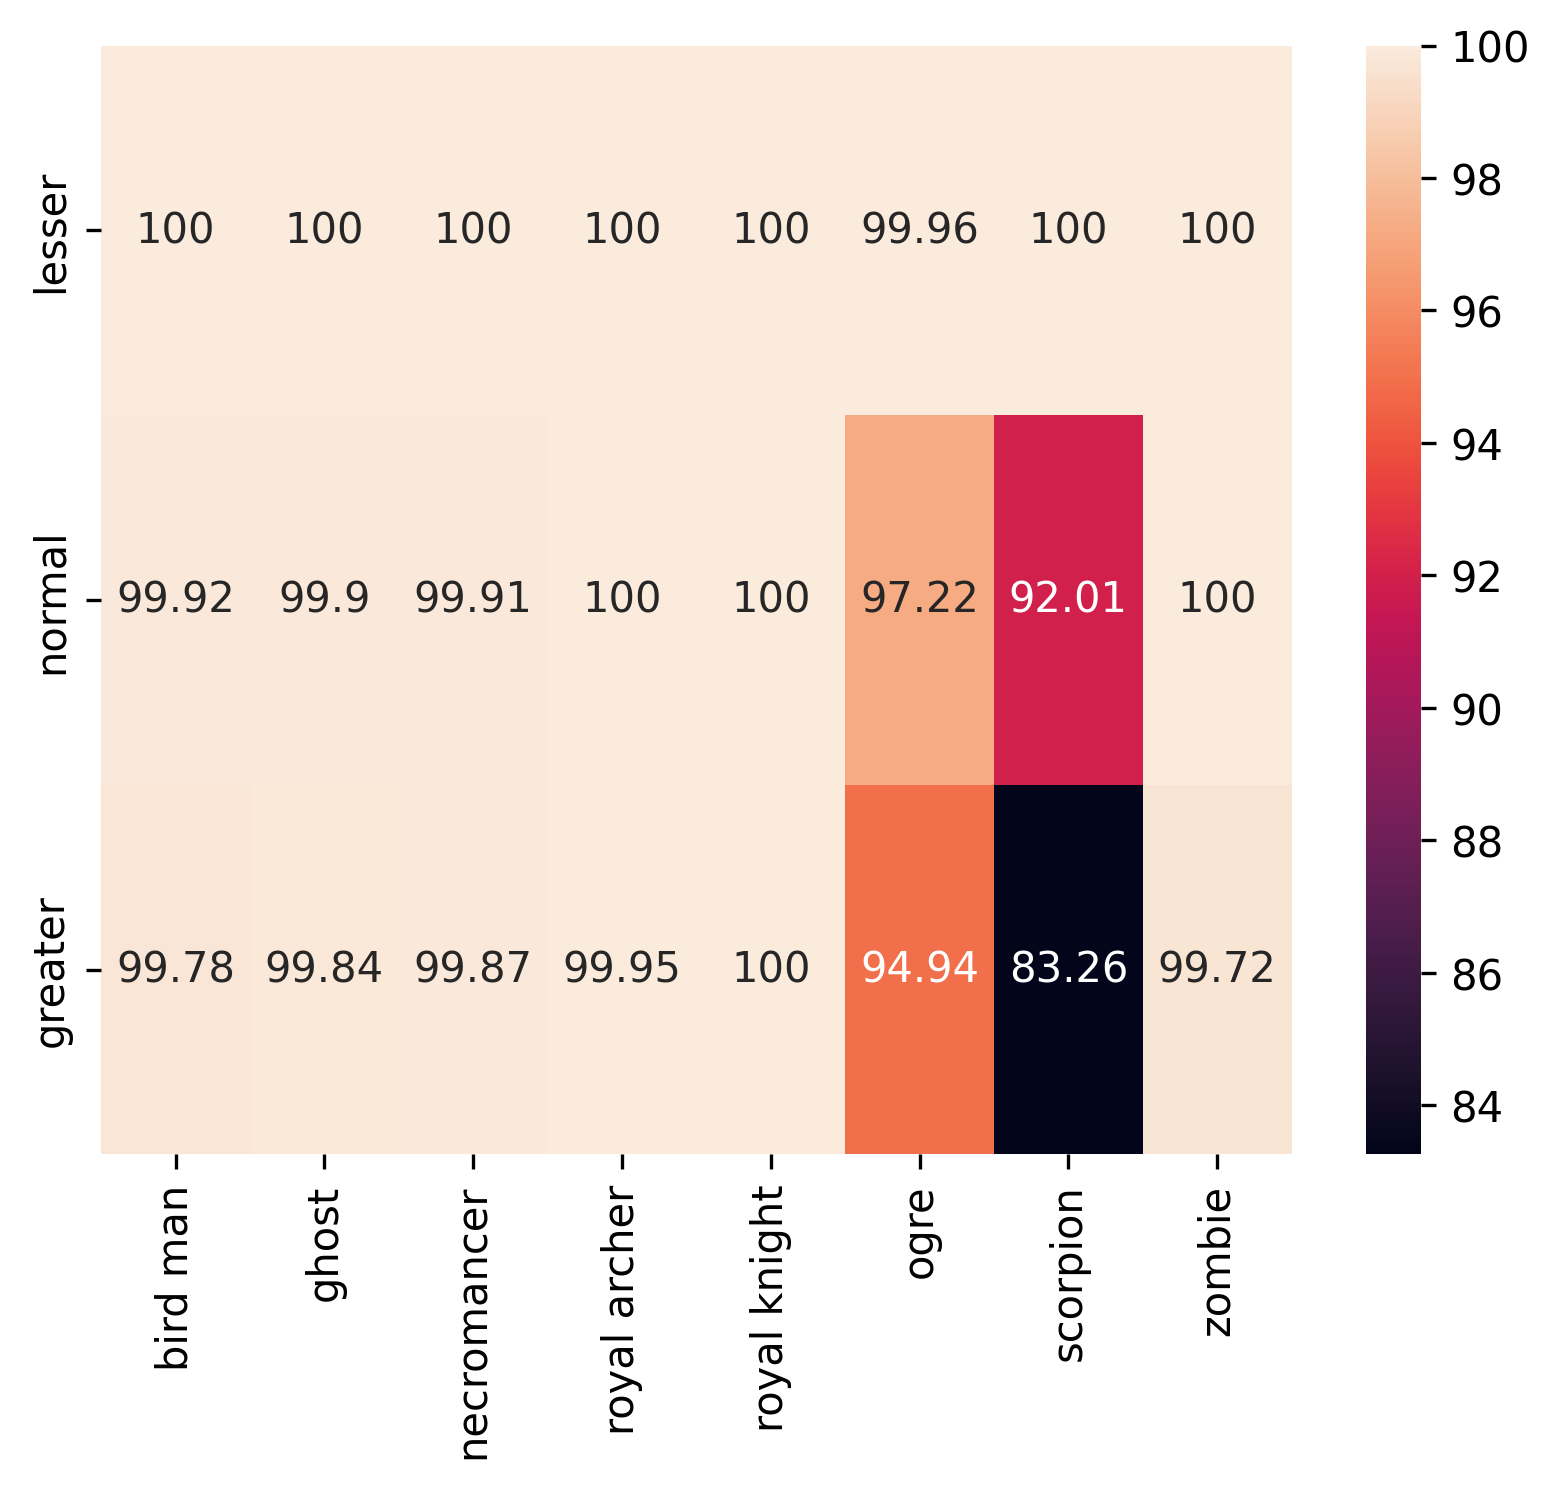 lesser 100 100 100 100 100 99.96 100 100
normal 99.92 99.9 99.91 100 100 97.22 92.01 100
greater 99.78 99.84 99.87 99.95 100 94.94 83.26 99.72
bird man
ghost
necromancer
royal archer
royal knight
ogre
scorpion
zombie
100
98
96
94
92
90
88
86
84